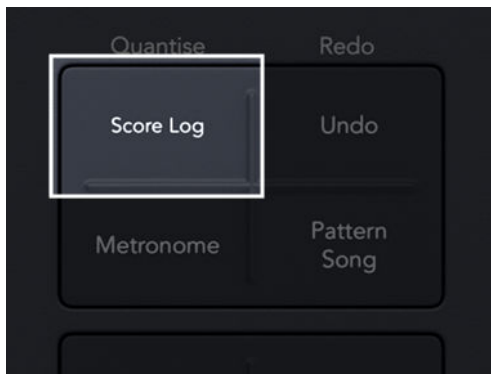 Quantise Redo
Score Log Undo
Metronome
Pattern
Song